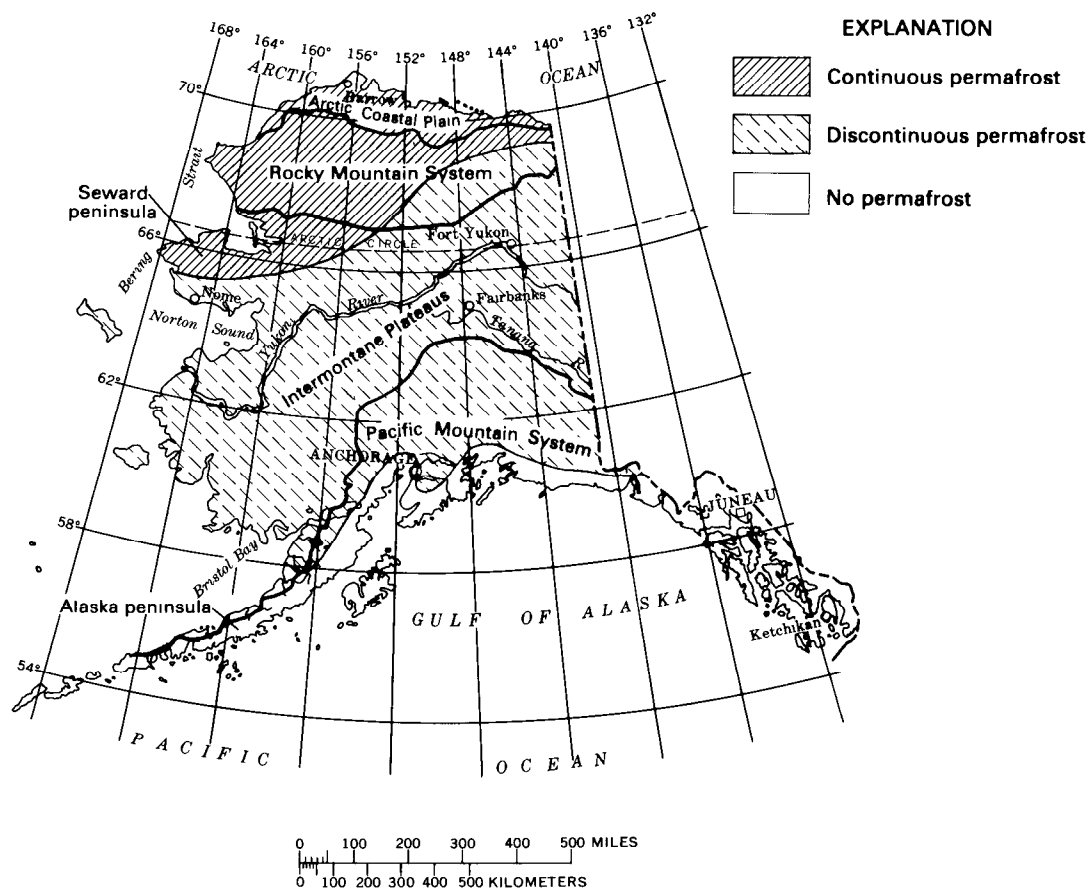 168° 164° 160° 156° 152° 148° 144° 140° 136° 132°
ARCTIC OCEAN
70°
Barrow
Arctic Coastal Plain
Rocky Mountain System
Seward
peninsula
Bering Strait
66°
ARCTIC CIRCLE
Fort Yukon
Nome
Norton Sound
Yukon River
Fairbanks
Tanana R
Intermontane Plateaus
62°
Pacific Mountain System
ANCHORAGE
JUNEAU
58°
Bristol Bay
Alaska peninsula
GULF OF ALASKA
Ketchikan
54°
PACIFIC OCEAN
EXPLANATION
Continuous permafrost
Discontinuous permafrost
No permafrost
0 100 200 300 400 500 MILES
0 100 200 300 400 500 KILOMETERS